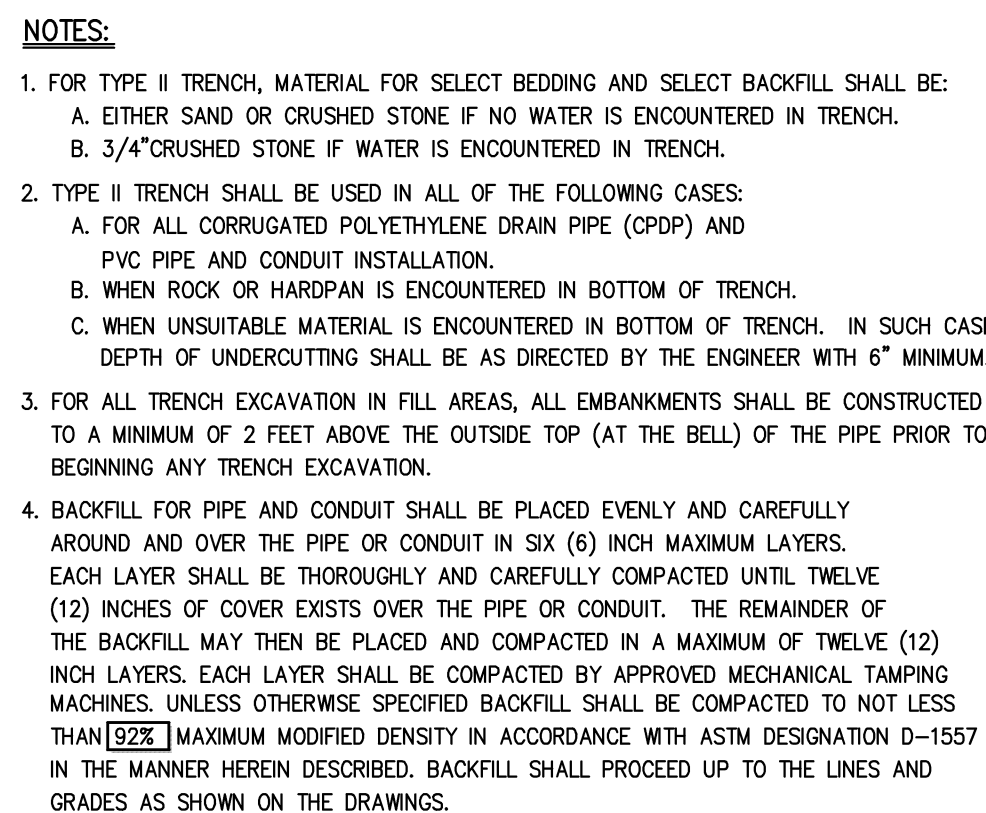 NOTES:
1. FOR TYPE II TRENCH, MATERIAL FOR SELECT BEDDING AND SELECT BACKFILL SHALL BE:
A. EITHER SAND OR CRUSHED STONE IF NO WATER IS ENCOUNTERED IN TRENCH.
B. 3/4"CRUSHED STONE IF WATER IS ENCOUNTERED IN TRENCH.
2. TYPE II TRENCH SHALL BE USED IN ALL OF THE FOLLOWING CASES:
A. FOR ALL CORRUGATED POLYETHYLENE DRAIN PIPE (CPDP) AND
PVC PIPE AND CONDUIT INSTALLATION.
B. WHEN ROCK OR HARDPAN IS ENCOUNTERED IN BOTTOM OF TRENCH.
C. WHEN UNSUITABLE MATERIAL IS ENCOUNTERED IN BOTTOM OF TRENCH. IN SUCH
DEPTH OF UNDERCUTTING SHALL BE AS DIRECTED BY THE ENGINEER WITH 6" MINIMUM.
3. FOR ALL TRENCH EXCAVATION IN FILL AREAS, ALL EMBANKMENTS SHALL BE CONSTRUCTED
TO A MINIMUM OF 2 FEET ABOVE THE OUTSIDE TOP (AT THE BELL) OF THE PIPE PRIOR TO
BEGINNING ANY TRENCH EXCAVATION.
4. BACKFILL FOR PIPE AND CONDUIT SHALL BE PLACED EVENLY AND CAREFULLY
AROUND AND OVER THE PIPE OR CONDUIT IN SIX (6) INCH MAXIMUM LAYERS.
EACH LAYER SHALL BE THOROUGHLY AND CAREFULLY COMPACTED UNTIL TWELVE
(12) INCHES OF COVER EXISTS OVER THE PIPE OR CONDUIT. THE REMAINDER OF
THE BACKFILL MAY THEN BE PLACED AND COMPACTED IN A MAXIMUM OF TWELVE (12)
INCH LAYERS. EACH LAYER SHALL BE COMPACTED BY APPROVED MECHANICAL TAMPING
MACHINES. UNLESS OTHERWISE SPECIFIED BACKFILL SHALL BE COMPACTED TO NOT LESS
THAN 92% MAXIMUM MODIFIED DENSITY IN ACCORDANCE WITH ASTM DESIGNATION D-1557
IN THE MANNER HEREIN DESCRIBED. BACKFILL SHALL PROCEED UP TO THE LINES AND
GRADES AS SHOWN ON THE DRAWINGS.